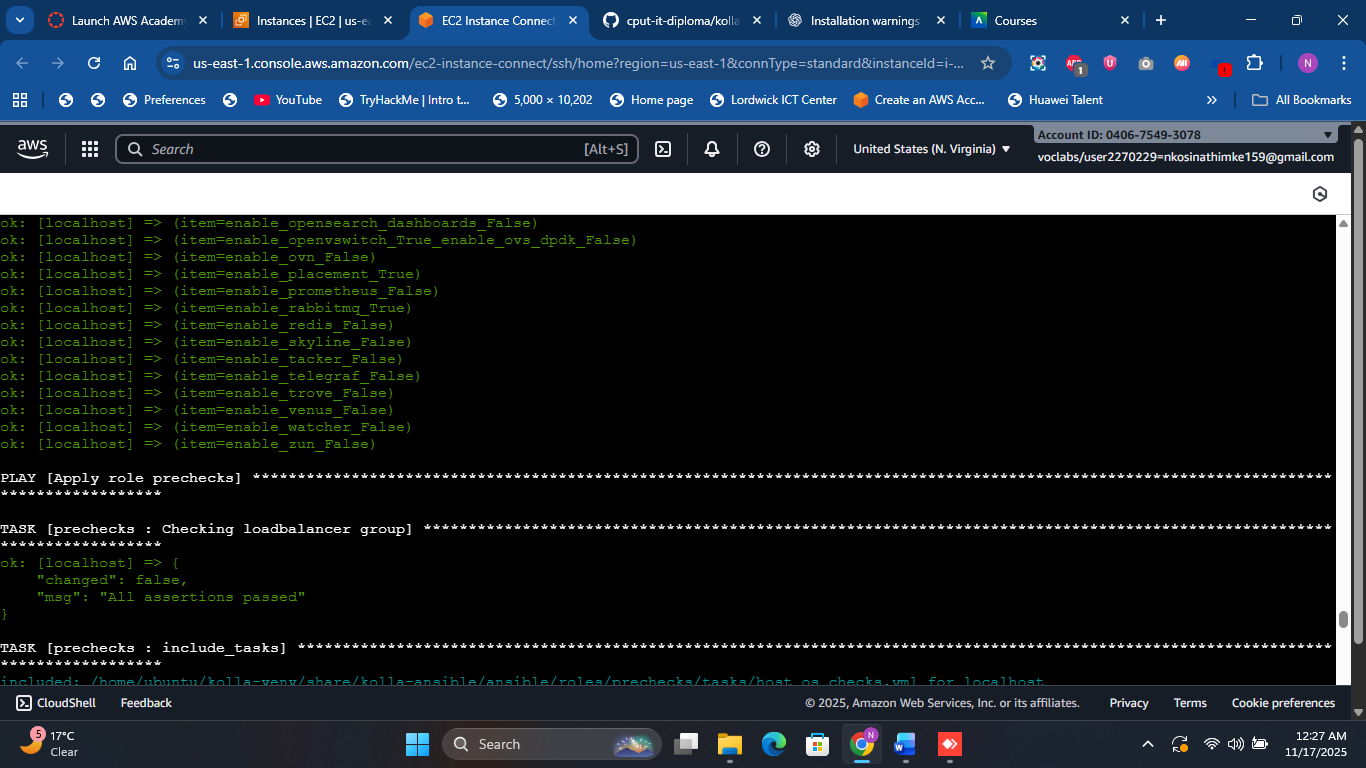 Launch AWS Academy
Instances | EC2 | us-ea
EC2 Instance Connect
cput-it-diploma/kolla
Installation warnings
Courses
us-east-1.console.aws.amazon.com/ec2-instance-connect/ssh/home?region=us-east-1&connType=standard&instanceId=i-...
1
N
Preferences
YouTube
TryHackMe | Intro t...
5,000 × 10,202
Home page
Lordwick ICT Center
Create an AWS Acc...
Huawei Talent
»
All Bookmarks
aws
Search
[Alt+S]
United States (N. Virginia)
Account ID: 0406-7549-3078
voclabs/user2270229=nkosinathimke159@gmail.com
ok: [localhost] => (item=enable_opensearch_dashboards_False)
ok: [localhost] => (item=enable_openvswitch_True_enable_ovs_dpdk_False)
ok: [localhost] => (item=enable_ovn_False)
ok: [localhost] => (item=enable_placement_True)
ok: [localhost] => (item=enable_prometheus_False)
ok: [localhost] => (item=enable_rabbitmq_True)
ok: [localhost] => (item=enable_redis_False)
ok: [localhost] => (item=enable_skyline_False)
ok: [localhost] => (item=enable_tacker_False)
ok: [localhost] => (item=enable_telegraf_False)
ok: [localhost] => (item=enable_trove_False)
ok: [localhost] => (item=enable_venus_False)
ok: [localhost] => (item=enable_watcher_False)
ok: [localhost] => (item=enable_zun_False)
PLAY [Apply role prechecks] ************************************************************************************************************************
******************
TASK [prechecks : Checking loadbalancer group] *****************************************************************************************************
******************
ok: [localhost] => {
"changed": false,
"msg": "All assertions passed"
}
TASK [prechecks : include_tasks] *******************************************************************************************************************
******************
included: /home/ubuntu/kolla-venv/share/kolla-ansible/ansible/roles/prechecks/tasks/host_os_checks.yml for localhost
CloudShell
Feedback
© 2025, Amazon Web Services, Inc. or its affiliates.
Privacy
Terms
Cookie preferences
5
17°C
Clear
Search
N
12:27 AM
11/17/2025